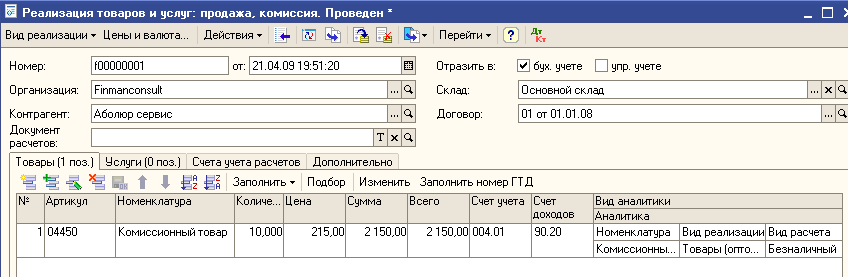 Реализация товаров и услуг: продажа, комиссия. Проведен *
Вид реализации Цены и валюта... Действия Перейти ? Дт Кт
Номер: f00000001 от: 21.04.09 19:51:20 Отразить в: бух. учете упр. учете
Организация: Finmanconsult ... Склад: Основной склад ... x
Контрагент: Аболюр сервис ... Договор: 01 от 01.01.08 ...
Документ расчетов: T x
Товары (1 поз.) Услуги (0 поз.) Счета учета расчетов Дополнительно
Заполнить Подбор Изменить Заполнить номер ГТД
№ Артикул Номенклатура Количе... Цена Сумма Всего Счет учета Счет доходов Вид аналитики
Аналитика
1 04450 Комиссионный товар 10,000 215,00 2 150,00 2 150,00 004.01 90.20 Номенклатура Вид реализации Вид расчета
Комиссионны... Товары (опто... Безналичный